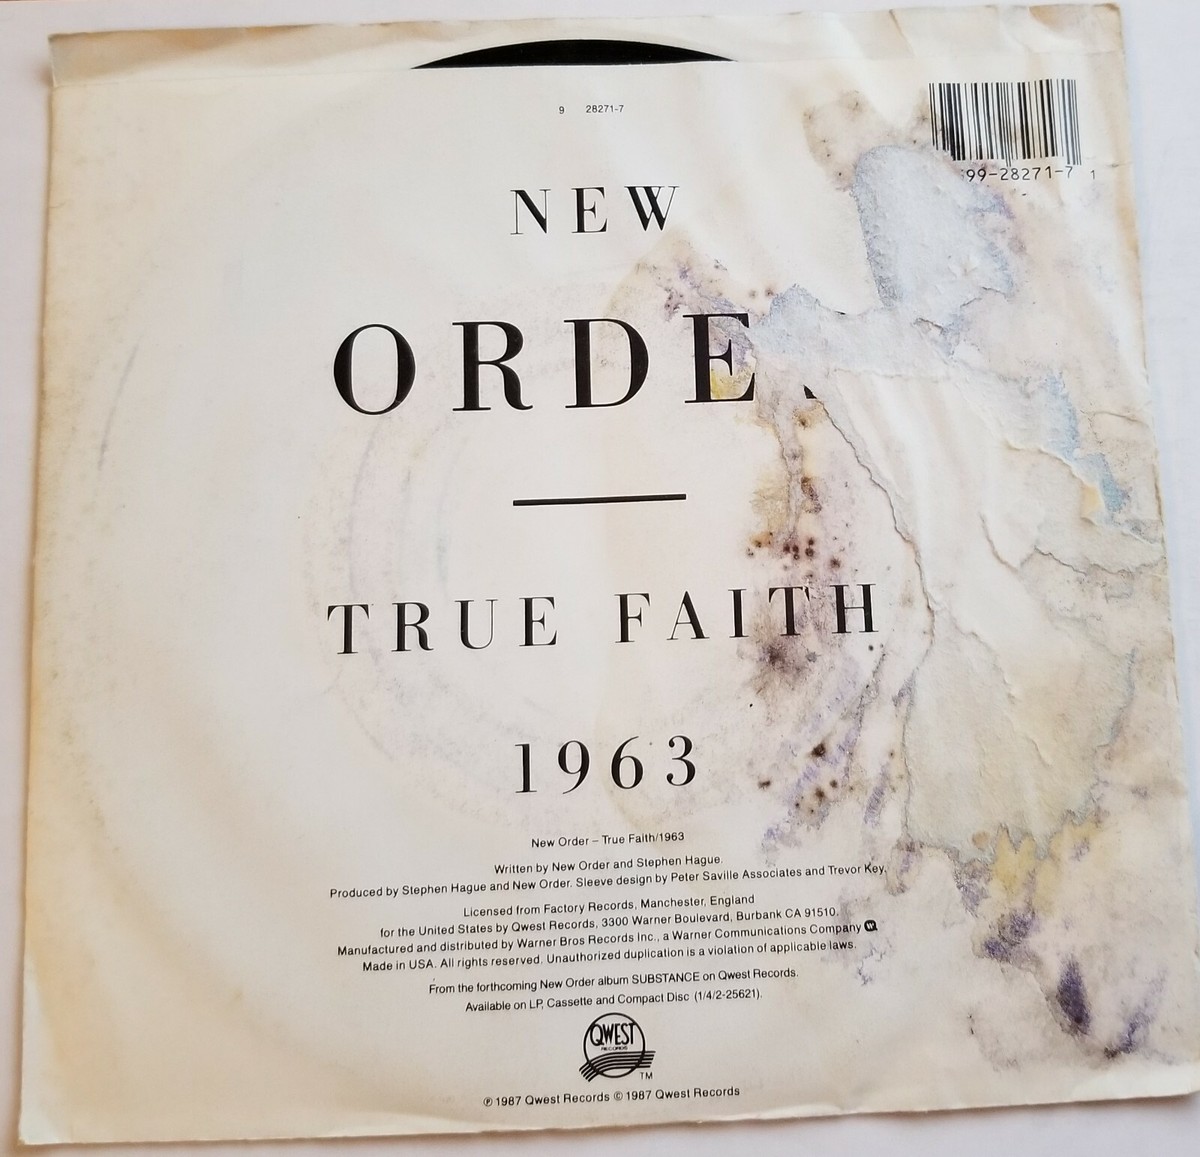 9 28271-7
99-28271-7 1
NEW
ORDE
TRUE FAITH
1963
New Order – True Faith/1963
Written by New Order and Stephen Hague.
Produced by Stephen Hague and New Order. Sleeve design by Peter Saville Associates and Trevor Key.
Licensed from Factory Records, Manchester, England
for the United States by Qwest Records, 3300 Warner Boulevard, Burbank CA 91510.
Manufactured and distributed by Warner Bros Records Inc., a Warner Communications Company
Made in USA. All rights reserved. Unauthorized duplication is a violation of applicable laws.
From the forthcoming New Order album SUBSTANCE on Qwest Records.
Available on LP, Cassette and Compact Disc (1/4/2-25621).
QWEST
RECORDS
TM
℗ 1987 Qwest Records © 1987 Qwest Records